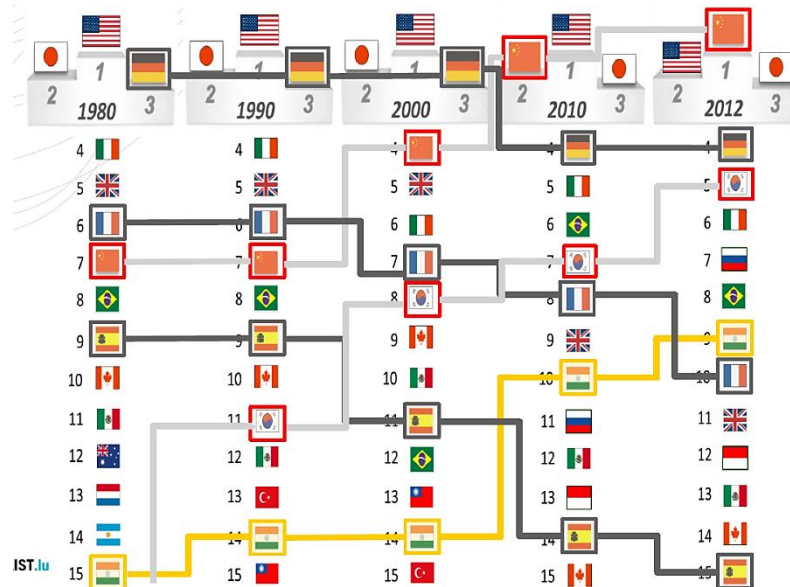 1 1 1 1 1
2 3 2 3 2 3 2 3 2 3
1980 1990 2000 2010 2012
4 4 4 4 4
5 5 5 5 5
6 6 6 6 6
7 7 7 7 7
8 8 8 8 8
9 9 9 9 9
10 10 10 10 10
11 11 11 11 11
12 12 12 12 12
13 13 13 13 13
14 14 14 14 14
IST.lu
15 15 15 15 15